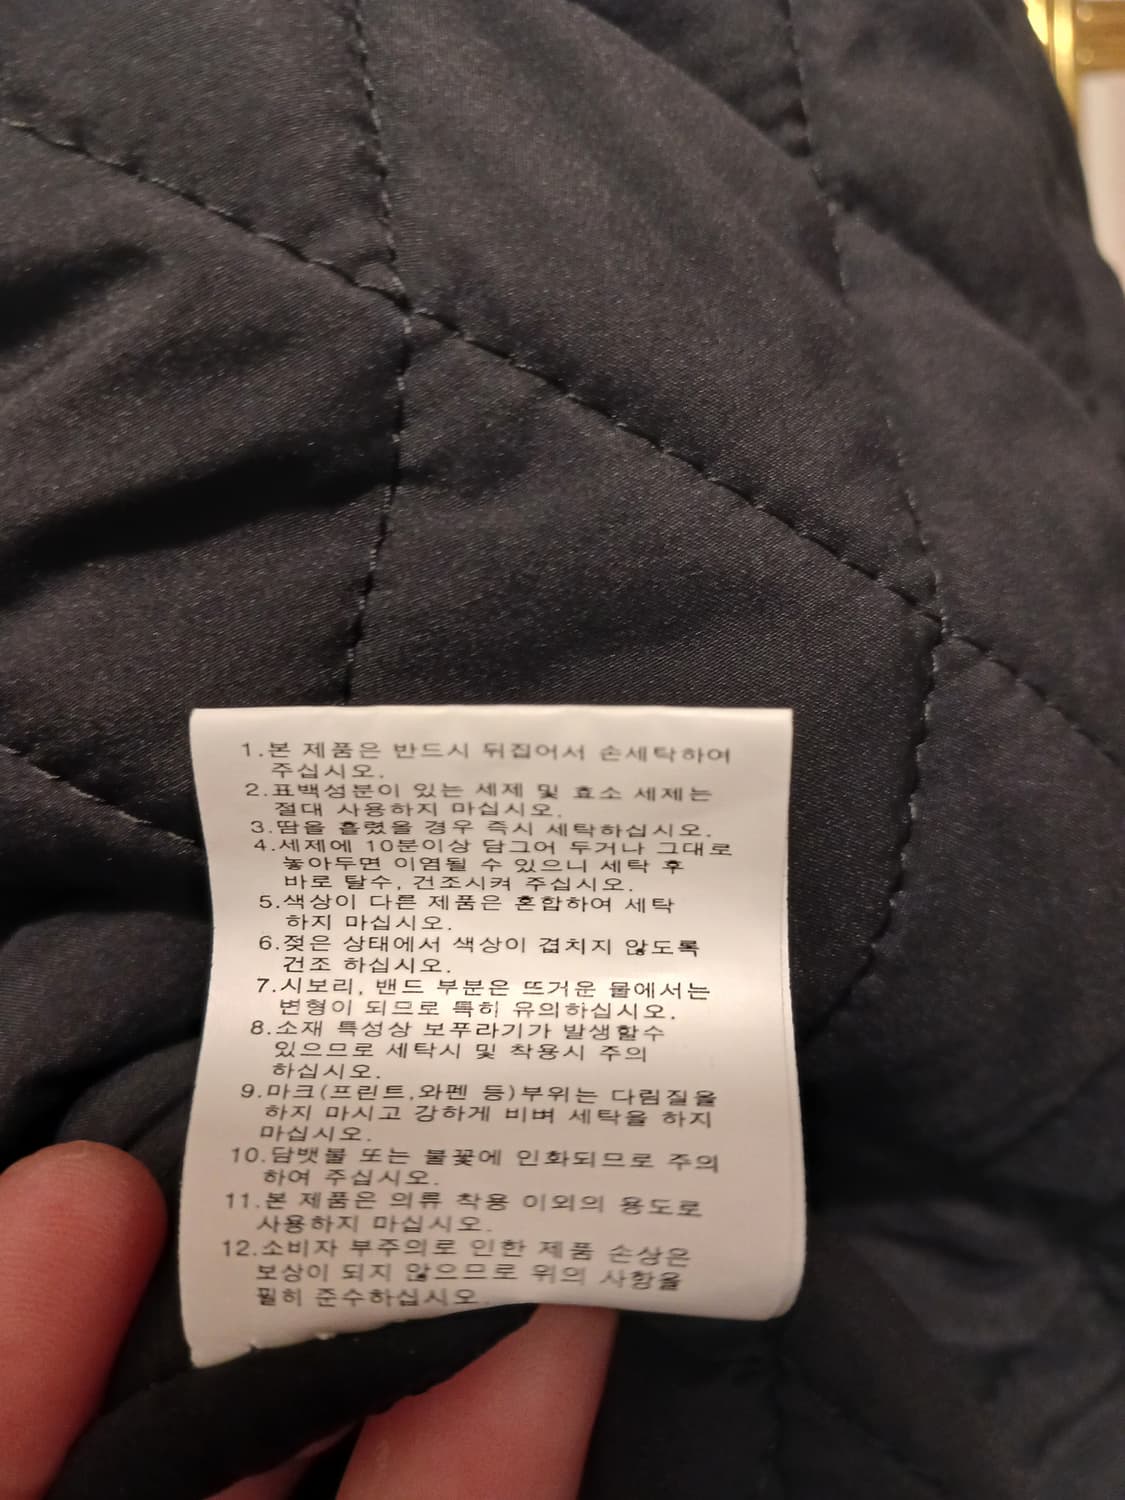 1.본 제품은 반드시 뒤집어서 손세탁하여
주십시오.
2.표백성분이 있는 세제 및 효소 세제는
절대 사용하지 마십시오.
3.땀을 흘렸을 경우 즉시 세탁하십시오.
4.세제에 10분이상 담그어 두거나 그대로
놓아두면 이염될 수 있으니 세탁 후
바로 탈수, 건조시켜 주십시오.
5.색상이 다른 제품은 혼합하여 세탁
하지 마십시오.
6.젖은 상태에서 색상이 겹치지 않도록
건조 하십시오.
7.시보리, 밴드 부분은 뜨거운 물에서는
변형이 되므로 특히 유의하십시오.
8.소재 특성상 보푸라기가 발생할수
있으므로 세탁시 및 착용시 주의
하십시오.
9.마크(프린트,와펜 등)부위는 다림질을
하지 마시고 강하게 비벼 세탁을 하지
마십시오.
10.담뱃불 또는 불꽃에 인화되므로 주의
하여 주십시오.
11.본 제품은 의류 착용 이외의 용도로
사용하지 마십시오.
12.소비자 부주의로 인한 제품 손상은
보상이 되지 않으므로 위의 사항을
필히 준수하십시오.